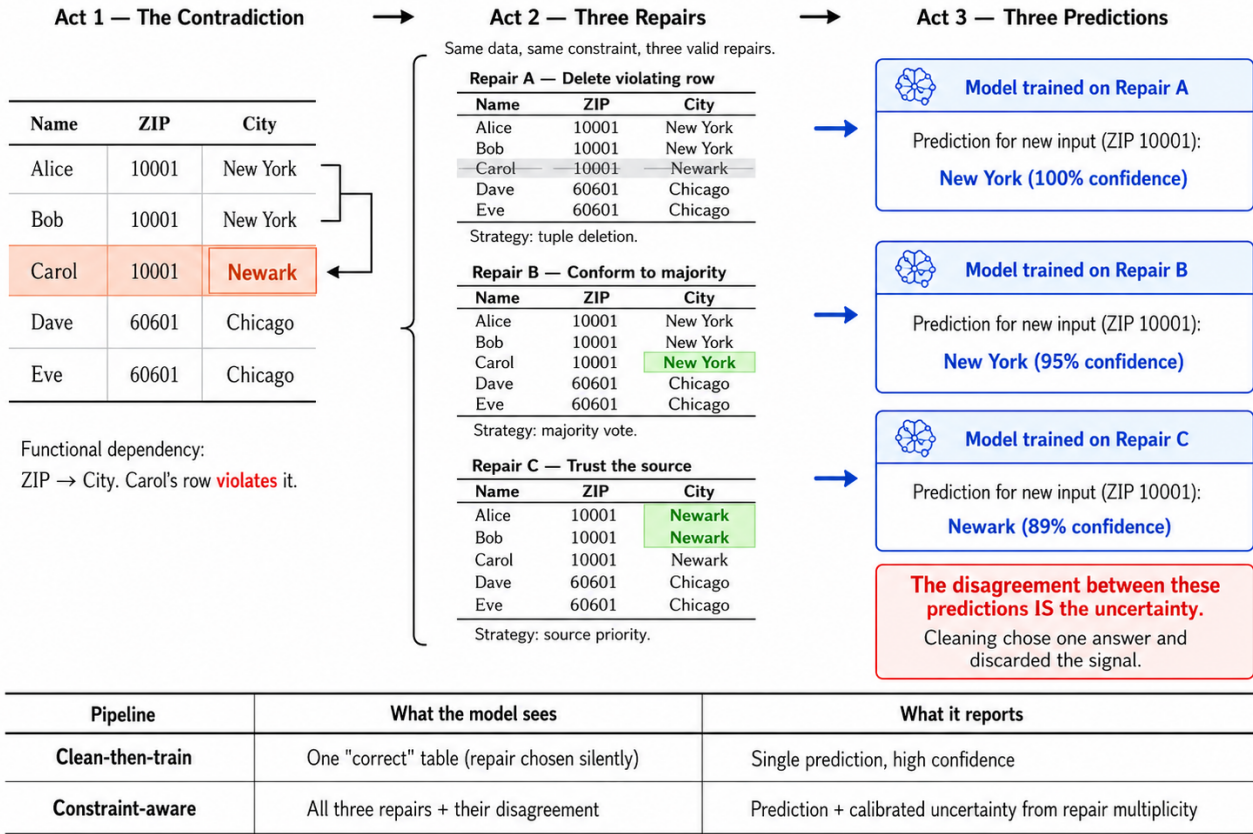 Act 1 — The Contradiction
Act 2 — Three Repairs
Act 3 — Three Predictions
Name ZIP City
Alice 10001 New York
Bob 10001 New York
Carol 10001 Newark
Dave 60601 Chicago
Eve 60601 Chicago
Functional dependency:
ZIP → City. Carol's row violates it.
Same data, same constraint, three valid repairs.
Repair A — Delete violating row
Name ZIP City
Alice 10001 New York
Bob 10001 New York
Carol 10001 Newark
Dave 60601 Chicago
Eve 60601 Chicago
Strategy: tuple deletion.
Repair B — Conform to majority
Name ZIP City
Alice 10001 New York
Bob 10001 New York
Carol 10001 New York
Dave 60601 Chicago
Eve 60601 Chicago
Strategy: majority vote.
Repair C — Trust the source
Name ZIP City
Alice 10001 Newark
Bob 10001 Newark
Carol 10001 Newark
Dave 60601 Chicago
Eve 60601 Chicago
Strategy: source priority.
Model trained on Repair A
Prediction for new input (ZIP 10001):
New York (100% confidence)
Model trained on Repair B
Prediction for new input (ZIP 10001):
New York (95% confidence)
Model trained on Repair C
Prediction for new input (ZIP 10001):
Newark (89% confidence)
The disagreement between these
predictions IS the uncertainty.
Cleaning chose one answer and
discarded the signal.
Pipeline What the model sees What it reports
Clean-then-train One "correct" table (repair chosen silently) Single prediction, high confidence
Constraint-aware All three repairs + their disagreement Prediction + calibrated uncertainty from repair multiplicity